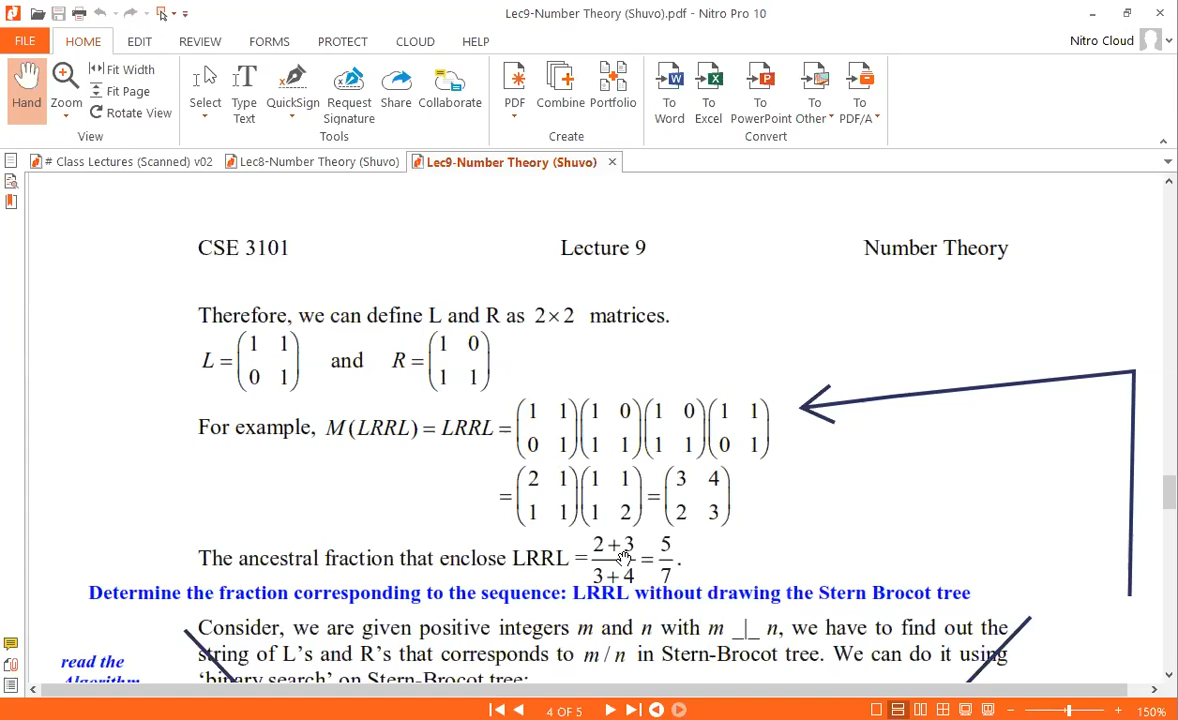 Lec9-Number Theory (Shuvo).pdf - Nitro Pro 10
FILE HOME EDIT REVIEW FORMS PROTECT CLOUD HELP Nitro Cloud
Hand Zoom Fit Width Fit Page Rotate View
View
Select Type Text QuickSign Request Signature Share Collaborate
Tools
PDF Combine Portfolio
Create
To Word To Excel To PowerPoint To Other To PDF/A
Convert
# Class Lectures (Scanned) v02 Lec8-Number Theory (Shuvo) Lec9-Number Theory (Shuvo)
CSE 3101 Lecture 9 Number Theory
Therefore, we can define L and R as 2×2 matrices.
L = (1 1; 0 1) and R = (1 0; 1 1)
For example, M(LRRL) = LRRL = (1 1; 0 1)(1 0; 1 1)(1 0; 1 1)(1 1; 0 1)
= (2 1; 1 1)(1 1; 1 2) = (3 4; 2 3)
The ancestral fraction that enclose LRRL = 2+3/3+4 = 5/7.
Determine the fraction corresponding to the sequence: LRRL without drawing the Stern Brocot tree
Consider, we are given positive integers m and n with m _|_ n, we have to find out the
string of L's and R's that corresponds to m/n in Stern-Brocot tree. We can do it using
'binary search' on Stern-Brocot tree:
read the
Algorithm
4 OF 5
150%